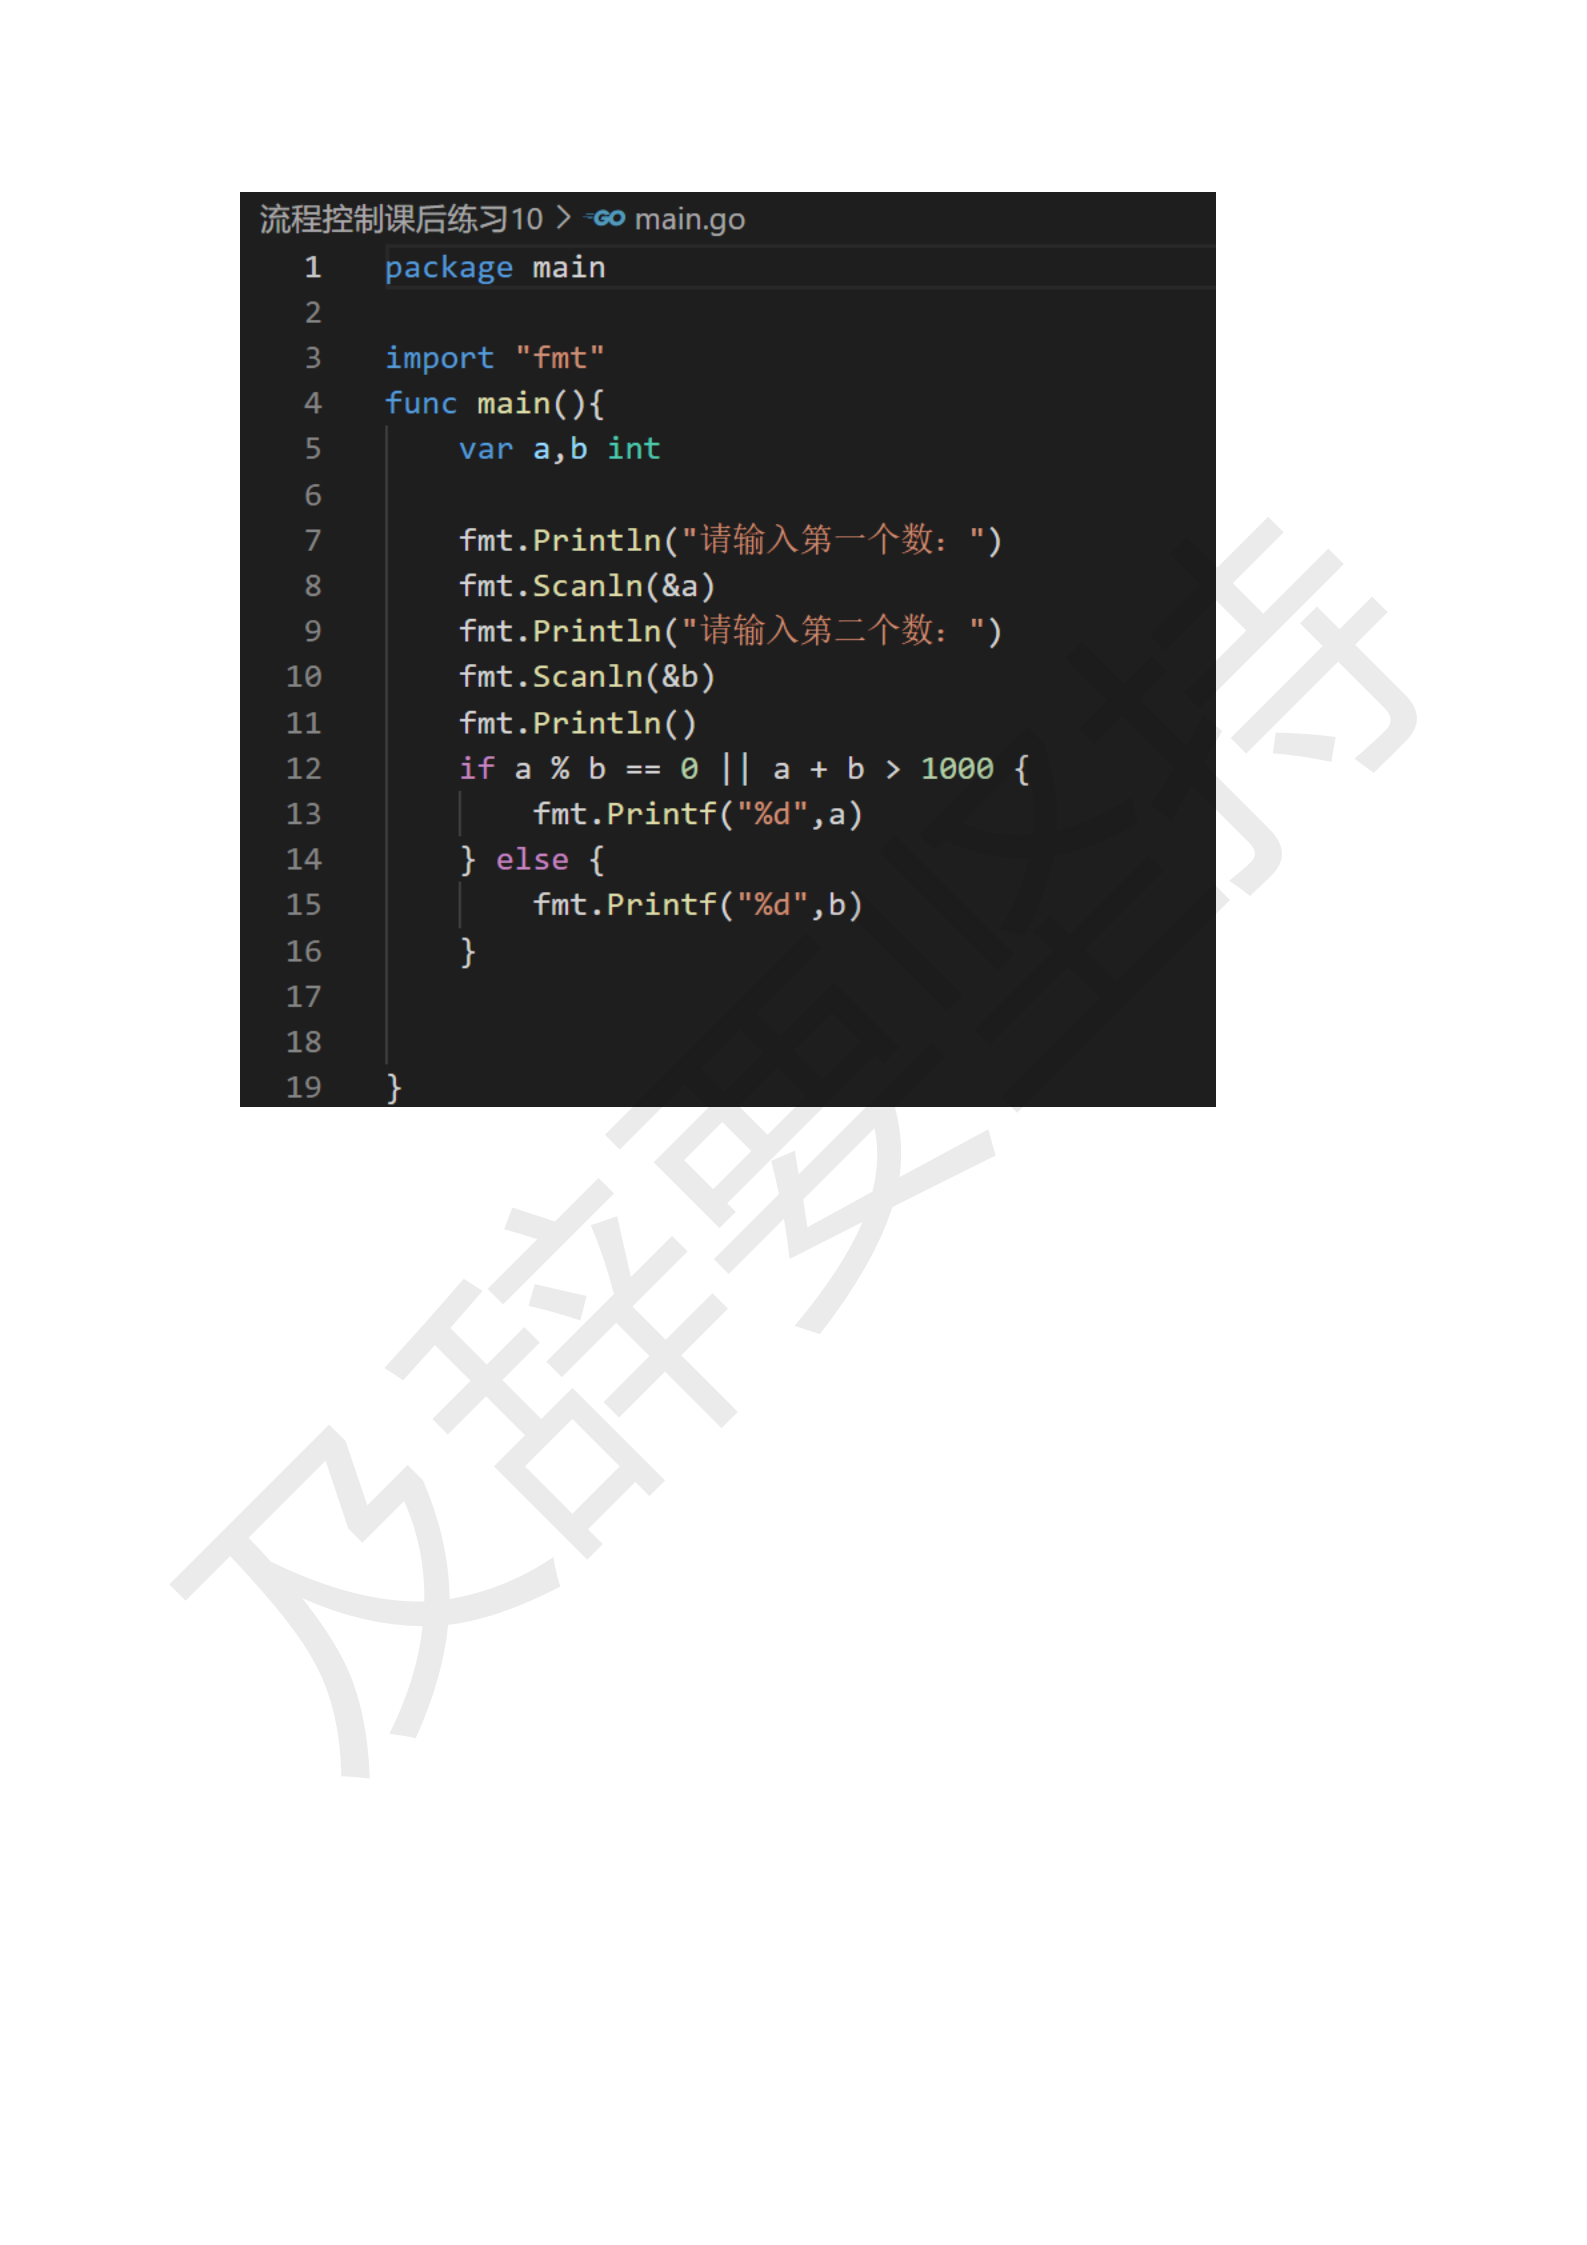 流程控制课后练习10 > GO main.go
1 package main
2
3 import "fmt"
4 func main(){
5 var a,b int
6
7 fmt.Println("请输入第一个数：")
8 fmt.Scanln(&a)
9 fmt.Println("请输入第二个数：")
10 fmt.Scanln(&b)
11 fmt.Println()
12 if a % b == 0 || a + b > 1000 {
13 fmt.Printf("%d",a)
14 } else {
15 fmt.Printf("%d",b)
16 }
17
18
19 }
及辞要坚持